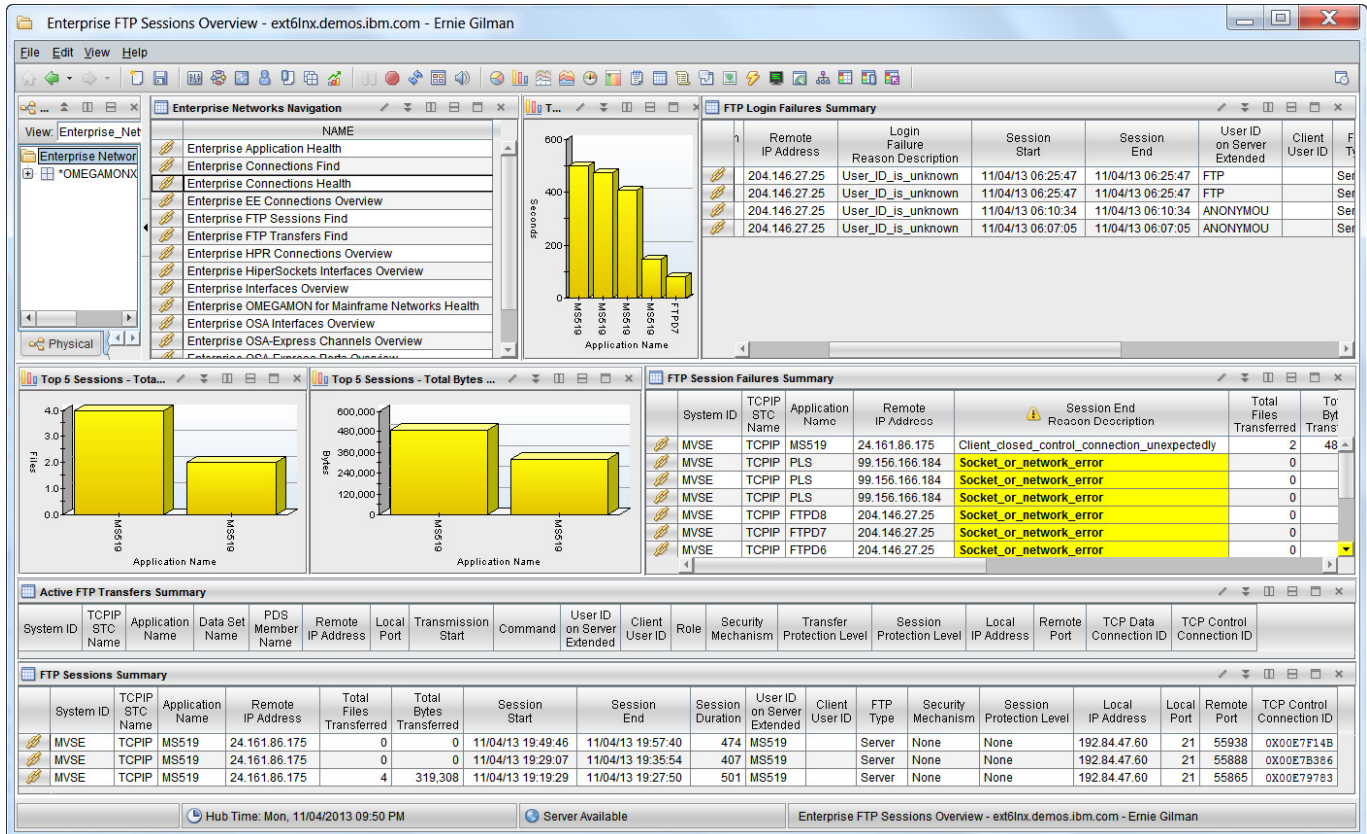 Enterprise FTP Sessions Overview - ext6lnx.demos.ibm.com - Ernie Gilman
File Edit View Help
...
View: Enterprise_Net
Enterprise Networ
*OMEGAMONX
Physical
Enterprise Networks Navigation
NAME
Enterprise Application Health
Enterprise Connections Find
Enterprise Connections Health
Enterprise EE Connections Overview
Enterprise FTP Sessions Find
Enterprise FTP Transfers Find
Enterprise HPR Connections Overview
Enterprise HiperSockets Interfaces Overview
Enterprise Interfaces Overview
Enterprise OMEGAMON for Mainframe Networks Health
Enterprise OSA Interfaces Overview
Enterprise OSA-Express Channels Overview
Enterprise OSA-Express Ports Overview
T...
600
400
200
0
Seconds
MS519 MS519 MS519 MS519 FTPD7
Application Name
FTP Login Failures Summary
Remote IP Address Login Failure Reason Description Session Start Session End User ID on Server Extended Client User ID
204.146.27.25 User_ID_is_unknown 11/04/13 06:25:47 11/04/13 06:25:47 FTP Ser
204.146.27.25 User_ID_is_unknown 11/04/13 06:25:47 11/04/13 06:25:47 FTP Ser
204.146.27.25 User_ID_is_unknown 11/04/13 06:10:34 11/04/13 06:10:34 ANONYMOU Ser
204.146.27.25 User_ID_is_unknown 11/04/13 06:07:05 11/04/13 06:07:05 ANONYMOU Ser
Top 5 Sessions - Tota...
4.0
3.0
2.0
1.0
0.0
Files
MS519 MS519
Application Name
Top 5 Sessions - Total Bytes ...
600,000
480,000
360,000
240,000
120,000
0
Bytes
MS519 MS519
Application Name
FTP Session Failures Summary
System ID TCPIP STC Name Application Name Remote IP Address Session End Reason Description Total Files Transferred Tot Byt Trans
MVSE TCPIP MS519 24.161.86.175 Client_closed_control_connection_unexpectedly 2 48
MVSE TCPIP PLS 99.156.166.184 Socket_or_network_error 0
MVSE TCPIP PLS 99.156.166.184 Socket_or_network_error 0
MVSE TCPIP PLS 99.156.166.184 Socket_or_network_error 0
MVSE TCPIP FTPD8 204.146.27.25 Socket_or_network_error 0
MVSE TCPIP FTPD7 204.146.27.25 Socket_or_network_error 0
MVSE TCPIP FTPD6 204.146.27.25 Socket_or_network_error 0
Active FTP Transfers Summary
System ID TCPIP STC Name Application Name Data Set Name PDS Member Name Remote IP Address Local Port Transmission Start Command User ID on Server Extended Client User ID Role Security Mechanism Transfer Protection Level Session Protection Level Local IP Address Remote Port TCP Data Connection ID TCP Control Connection ID
FTP Sessions Summary
System ID TCPIP STC Name Application Name Remote IP Address Total Files Transferred Total Bytes Transferred Session Start Session End Session Duration User ID on Server Extended Client User ID FTP Type Security Mechanism Session Protection Level Local IP Address Local Port Remote Port TCP Control Connection ID
MVSE TCPIP MS519 24.161.86.175 0 0 11/04/13 19:49:46 11/04/13 19:57:40 474 MS519 Server None None 192.84.47.60 21 55938 0X00E7F14B
MVSE TCPIP MS519 24.161.86.175 0 0 11/04/13 19:29:07 11/04/13 19:35:54 407 MS519 Server None None 192.84.47.60 21 55888 0X00E7B386
MVSE TCPIP MS519 24.161.86.175 4 319,308 11/04/13 19:19:29 11/04/13 19:27:50 501 MS519 Server None None 192.84.47.60 21 55865 0X00E79783
Hub Time: Mon, 11/04/2013 09:50 PM Server Available Enterprise FTP Sessions Overview - ext6lnx.demos.ibm.com - Ernie Gilman